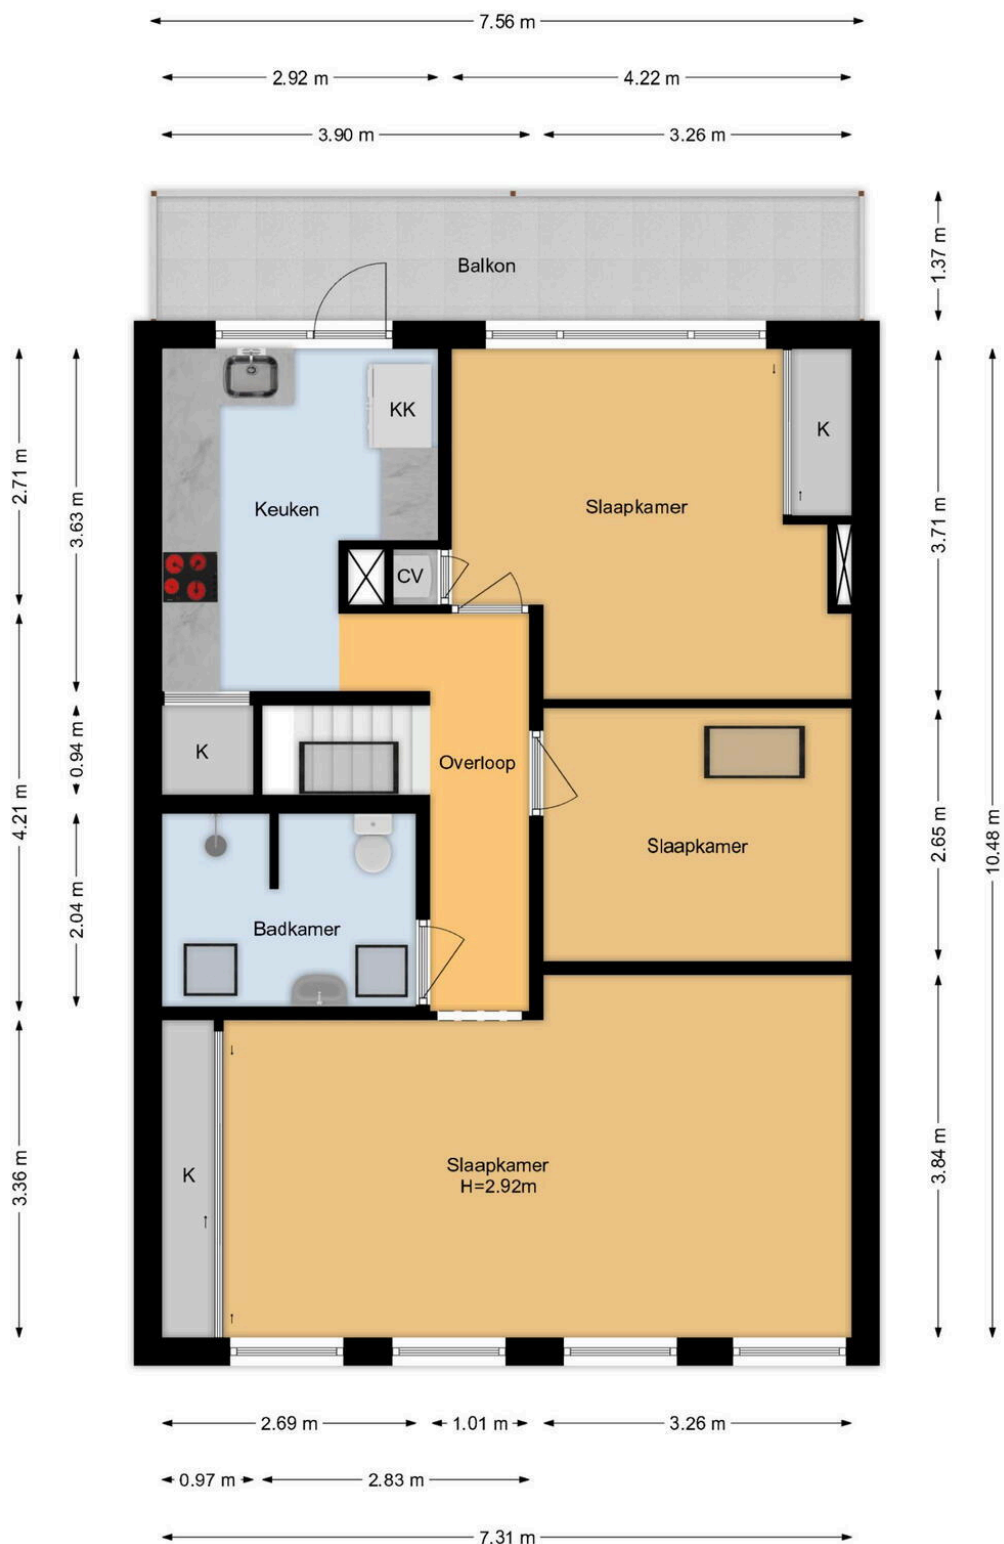 7.56 m
2.92 m
4.22 m
3.90 m
3.26 m
Balkon
1.37 m
KK
K
2.71 m
3.63 m
Keuken
Slaapkamer
3.71 m
CV
K
0.94 m
Overloop
4.21 m
Slaapkamer
2.65 m
10.48 m
2.04 m
Badkamer
3.36 m
K
Slaapkamer
H=2.92m
3.84 m
2.69 m
1.01 m
3.26 m
0.97 m
2.83 m
7.31 m